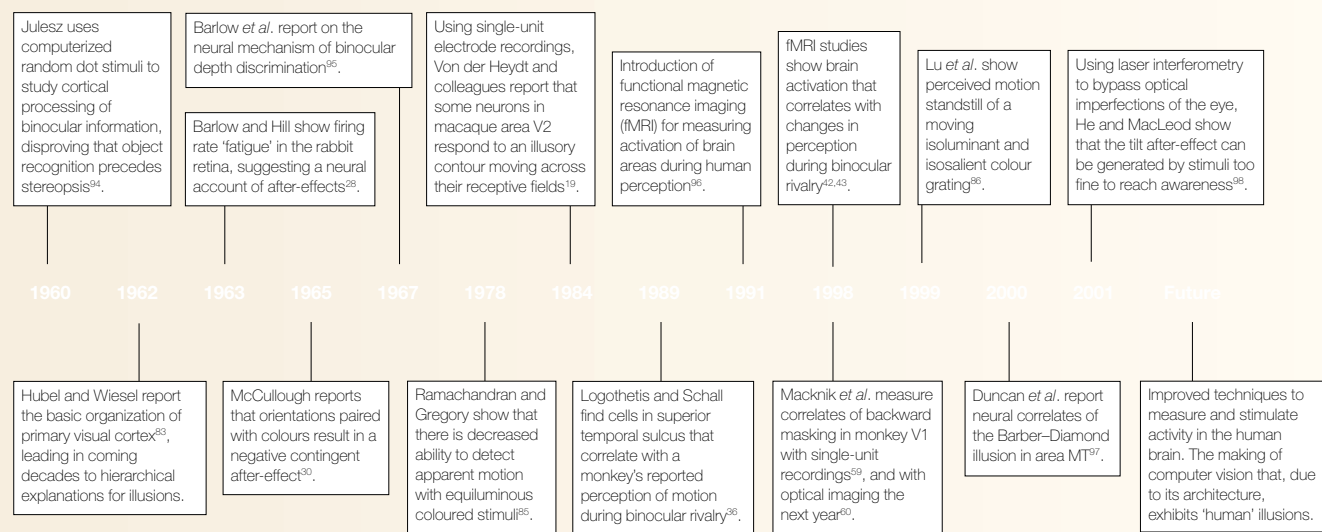 Julesz uses
computerized
random dot stimuli to
study cortical
processing of
binocular information,
disproving that object
recognition precedes
stereopsis94.
Barlow et al. report on the
neural mechanism of binocular
depth discrimination95.
Barlow and Hill show firing
rate ‘fatigue’ in the rabbit
retina, suggesting a neural
account of after-effects28.
Using single-unit
electrode recordings,
Von der Heydt and
colleagues report that
some neurons in
macaque area V2
respond to an illusory
contour moving across
their receptive fields19.
Introduction of
functional magnetic
resonance imaging
(fMRI) for measuring
activation of brain
areas during human
perception96.
fMRI studies
show brain
activation that
correlates with
changes in
perception
during binocular
rivalry42,43.
Lu et al. show
perceived motion
standstill of a
moving
isoluminant and
isosalient colour
grating86.
Using laser interferometry
to bypass optical
imperfections of the eye,
He and MacLeod show
that the tilt after-effect can
be generated by stimuli too
fine to reach awareness98.
1960 1962 1963 1965 1967 1978 1984 1989 1991 1998 1999 2000 2001 Future
Hubel and Wiesel report
the basic organization of
primary visual cortex83,
leading in coming
decades to hierarchical
explanations for illusions.
McCullough reports
that orientations paired
with colours result in a
negative contingent
after-effect30.
Ramachandran and
Gregory show that
there is decreased
ability to detect
apparent motion
with equiluminous
coloured stimuli85.
Logothetis and Schall
find cells in superior
temporal sulcus that
correlate with a
monkey’s reported
perception of motion
during binocular rivalry36.
Macknik et al. measure
correlates of backward
masking in monkey V1
with single-unit
recordings59, and with
optical imaging the
next year60.
Duncan et al. report
neural correlates of
the Barber–Diamond
illusion in area MT97.
Improved techniques to
measure and stimulate
activity in the human
brain. The making of
computer vision that, due
to its architecture,
exhibits ‘human’ illusions.